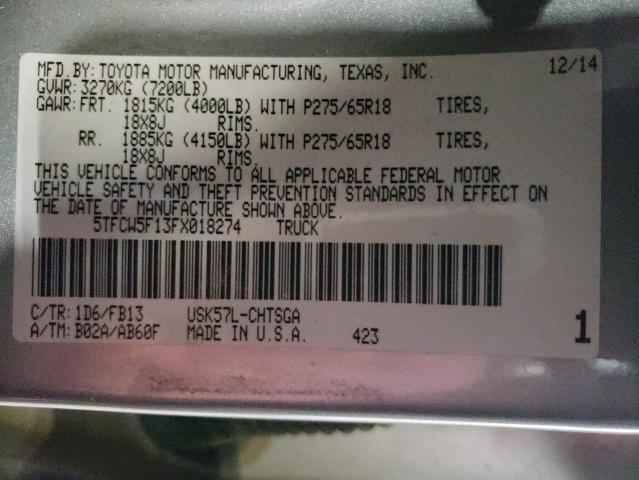 MFD.BY:TOYOTA MOTOR MANUFACTURING, TEXAS, INC. 12/14
GVWR:3270KG (7200LB)
GAWR:FRT. 1815KG (4000LB) WITH P275/65R18 TIRES,
18X8J RIMS.
RR. 1885KG (4150LB) WITH P275/65R18 TIRES,
18X8J RIMS.
THIS VEHICLE CONFORMS TO ALL APPLICABLE FEDERAL MOTOR
VEHICLE SAFETY AND THEFT PREVENTION STANDARDS IN EFFECT ON
THE DATE OF MANUFACTURE SHOWN ABOVE.
5TFCW5F13FX018274 TRUCK
C/TR:1D6/FB13 USK57L-CHTSGA
A/TM:B02A/AB60F MADE IN U.S.A. 423 1